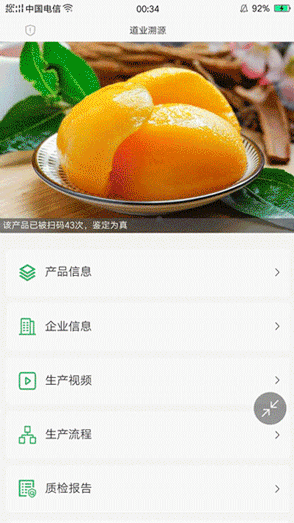 中国电信 00:34 92%
道业溯源
该产品已被扫码43次，鉴定为真
产品信息
企业信息
生产视频
生产流程
质检报告